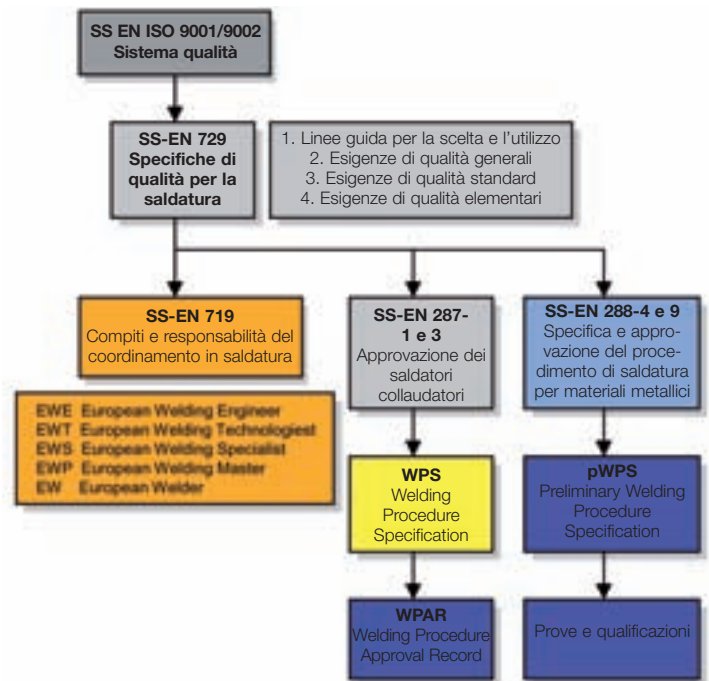 SS EN ISO 9001/9002
Sistema qualità
SS-EN 729
Specifiche di
qualità per la
saldatura
1. Linee guida per la scelta e l'utilizzo
2. Esigenze di qualità generali
3. Esigenze di qualità standard
4. Esigenze di qualità elementari
SS-EN 719
Compiti e responsabilità del
coordinamento in saldatura
EWE European Welding Engineer
EWT European Welding Technologiest
EWS European Welding Specialist
EWP European Welding Master
EW European Welder
SS-EN 287-
1 e 3
Approvazione dei
saldatori
collaudatori
SS-EN 288-4 e 9
Specifica e appro-
vazione del proce-
dimento di saldatura
per materiali metallici
WPS
Welding
Procedure
Specification
pWPS
Preliminary Welding
Procedure
Specification
WPAR
Welding Procedure
Approval Record
Prove e qualificazioni